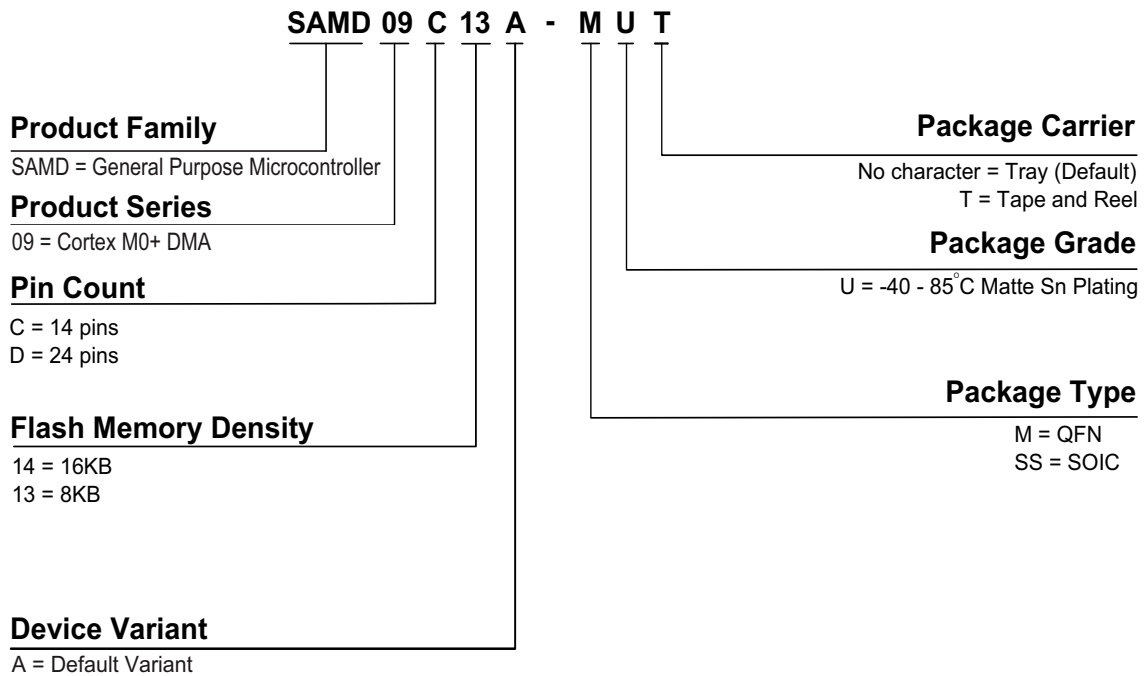 SAMD 09 C 13 A - M U T
Product Family
SAMD = General Purpose Microcontroller
Product Series
09 = Cortex M0+ DMA
Pin Count
C = 14 pins
D = 24 pins
Flash Memory Density
14 = 16KB
13 = 8KB
Device Variant
A = Default Variant
Package Carrier
No character = Tray (Default)
T = Tape and Reel
Package Grade
U = -40 - 85°C Matte Sn Plating
Package Type
M = QFN
SS = SOIC